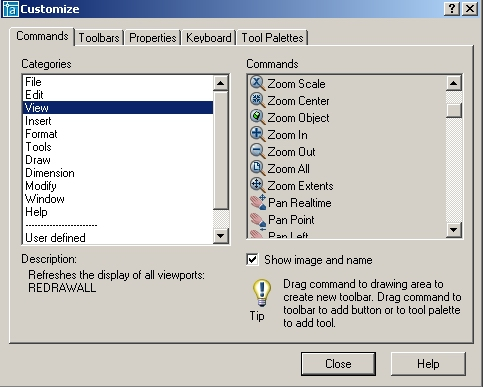 Customize
Commands Toolbars Properties Keyboard Tool Palettes
Categories
File
Edit
View
Insert
Format
Tools
Draw
Dimension
Modify
Window
Help
------------------------
User defined
Commands
Zoom Scale
Zoom Center
Zoom Object
Zoom In
Zoom Out
Zoom All
Zoom Extents
Pan Realtime
Pan Point
Pan Left
Description:
Refreshes the display of all viewports:
REDRAWALL
Show image and name
Tip
Drag command to drawing area to
create new toolbar. Drag command to
toolbar to add button or to tool palette
to add tool.
Close
Help